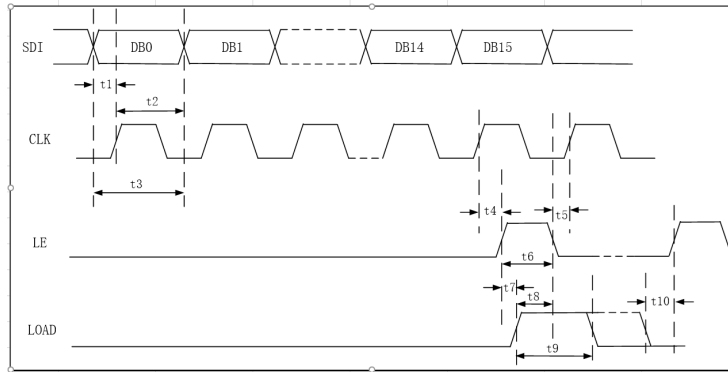 SDI DB0 DB1 DB14 DB15
t1
t2
CLK
t3
t4 t5
LE
t6
t7 t8 t10
LOAD
t9